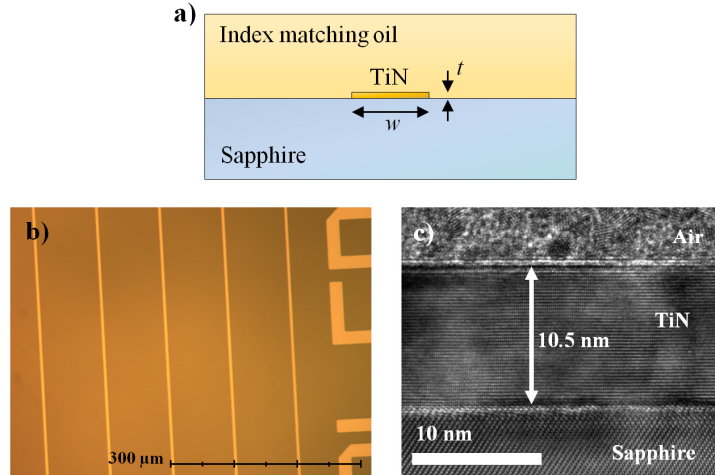 a)
Index matching oil
TiN
t
w
Sapphire
b)
300 µm
c)
Air
TiN
10.5 nm
10 nm
Sapphire